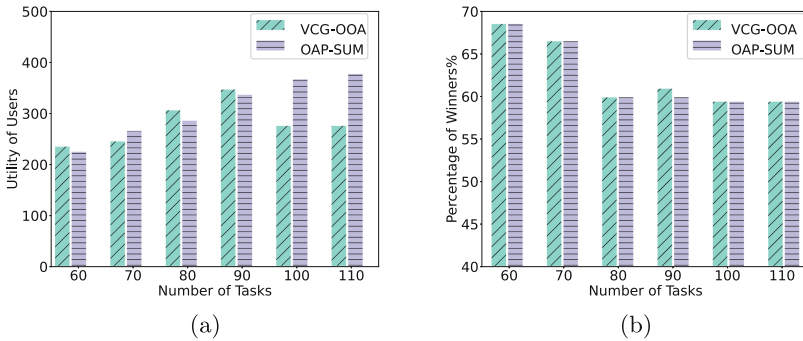 500
400
300
200
100
0
Utility of Users
VCG-OOA
OAP-SUM
60 70 80 90 100 110
Number of Tasks
(a)
70
65
60
55
50
45
40
Percentage of Winners%
VCG-OOA
OAP-SUM
60 70 80 90 100 110
Number of Tasks
(b)